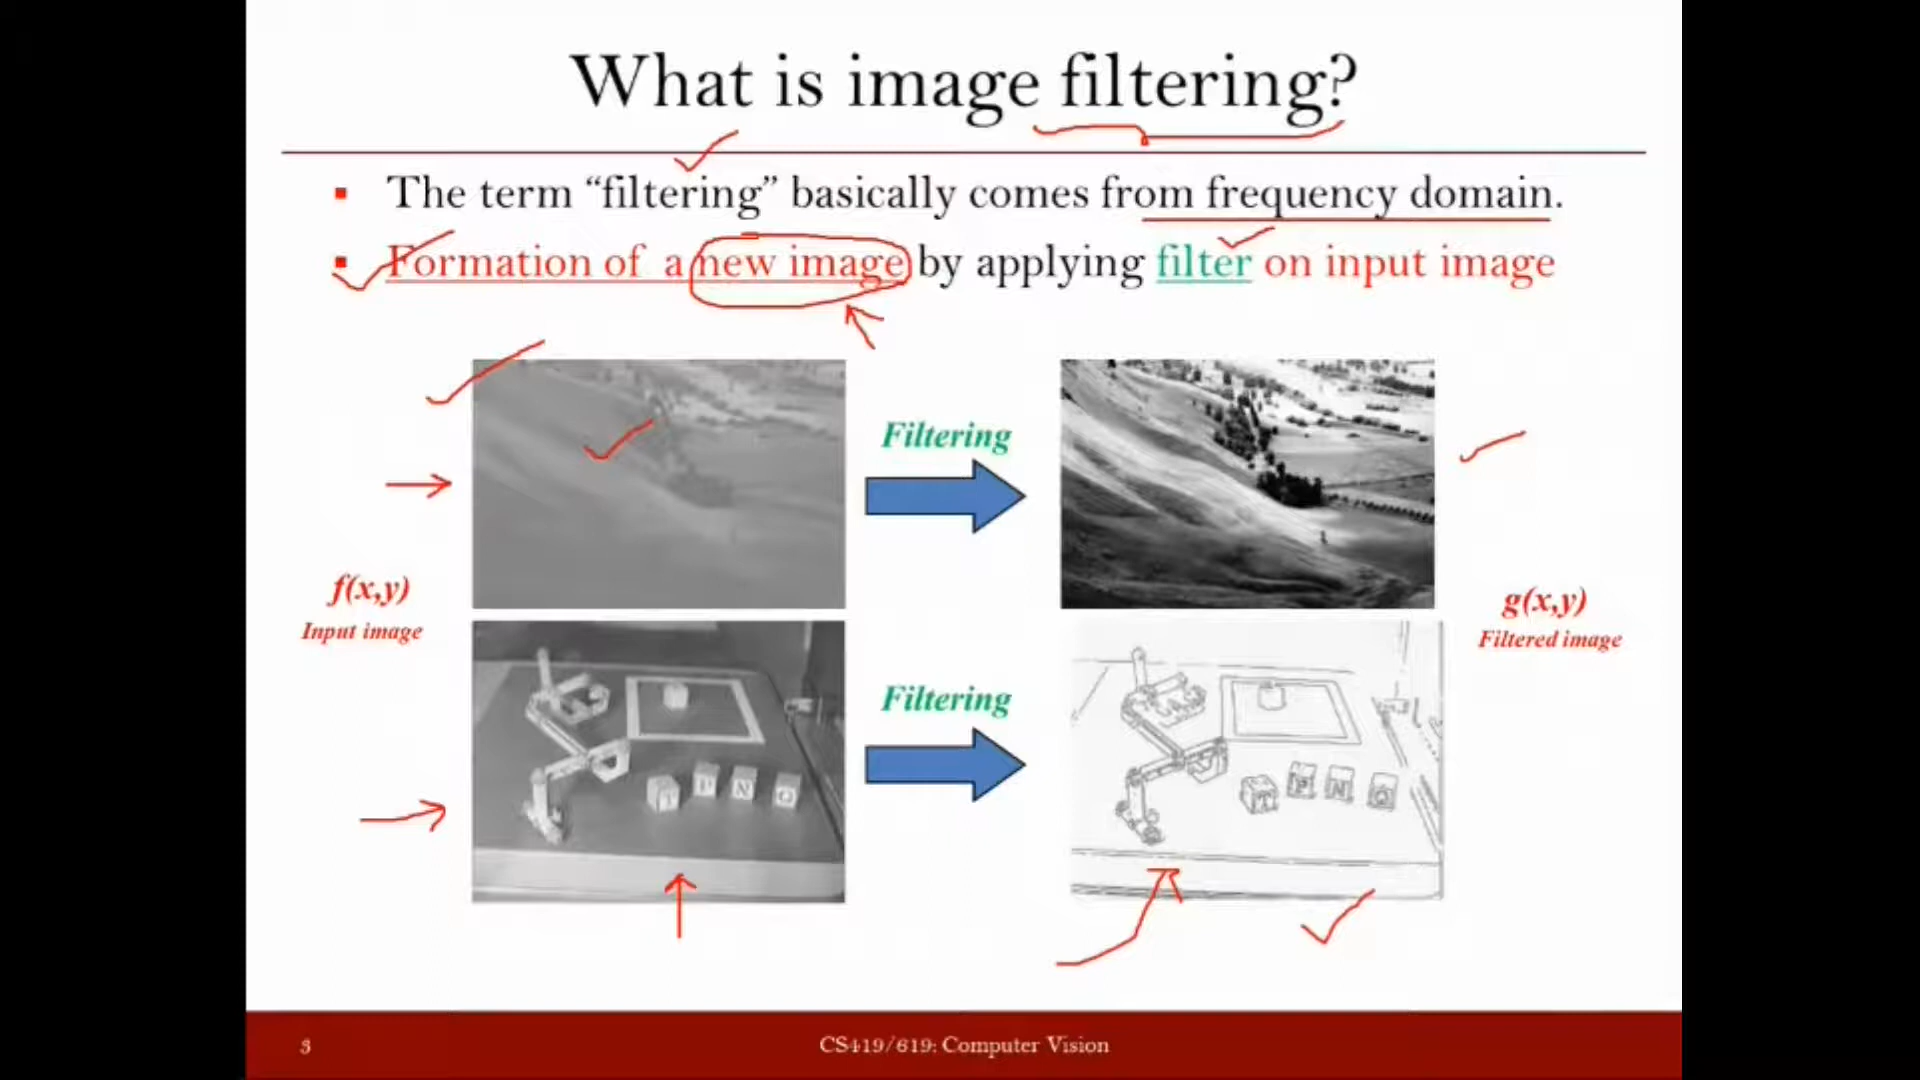 What is image filtering?
▪ The term “filtering” basically comes from frequency domain.
▪ Formation of a new image by applying filter on input image
Filtering
f(x,y)
Input image
g(x,y)
Filtered image
Filtering
T P N O
T P N O
3
CS419/619: Computer Vision